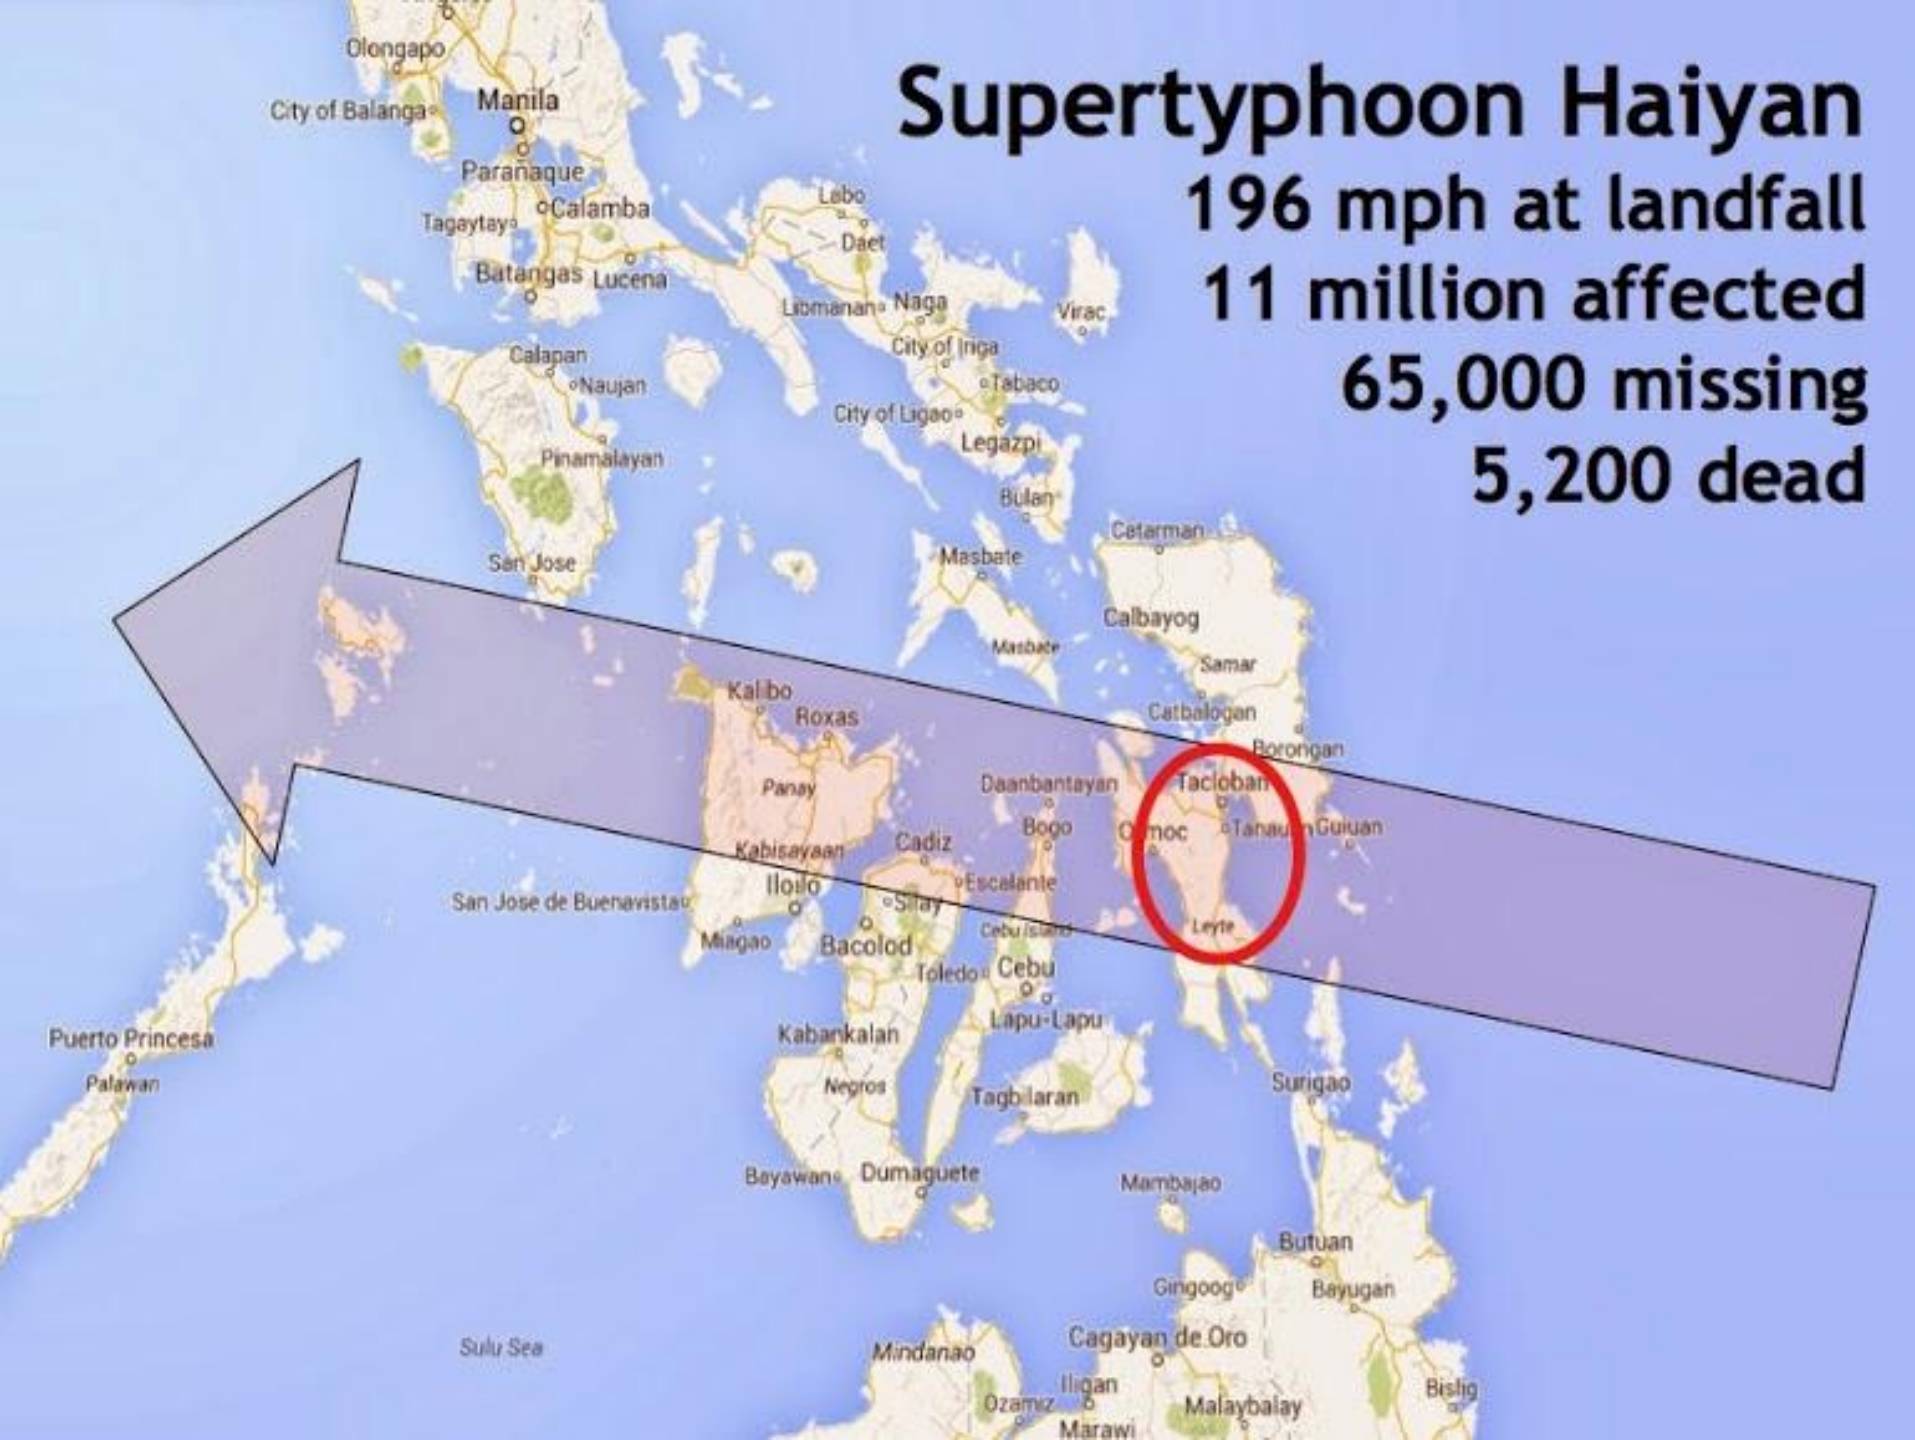 Olongapo
City of Balanga
Manila
Parañaque
Calamba
Tagaytay
Batangas
Lucena
Labo
Daet
Libmanan
Naga
Virac
City of Iriga
Tabaco
City of Ligao
Legazpi
Bulan
Calapan
Naujan
Pinamalayan
San Jose
Supertyphoon Haiyan
196 mph at landfall
11 million affected
65,000 missing
5,200 dead
Catarman
Masbate
Calbayog
Masbate
Samar
Catbalogan
Borongan
Kalibo
Roxas
Panay
Kabisayaan
Iloilo
San Jose de Buenavista
Miagao
Daanbantayan
Bogo
Cadiz
Escalante
Silay
Bacolod
Cebu Island
Toledo
Cebu
Lapu-Lapu
Tacloban
Ormoc
Tanauan
Guiuan
Leyte
Kabankalan
Negros
Tagbilaran
Surigao
Puerto Princesa
Palawan
Bayawan
Dumaguete
Mambajao
Butuan
Gingoog
Bayugan
Sulu Sea
Mindanao
Cagayan de Oro
Iligan
Ozamiz
Marawi
Malaybalay
Bislig